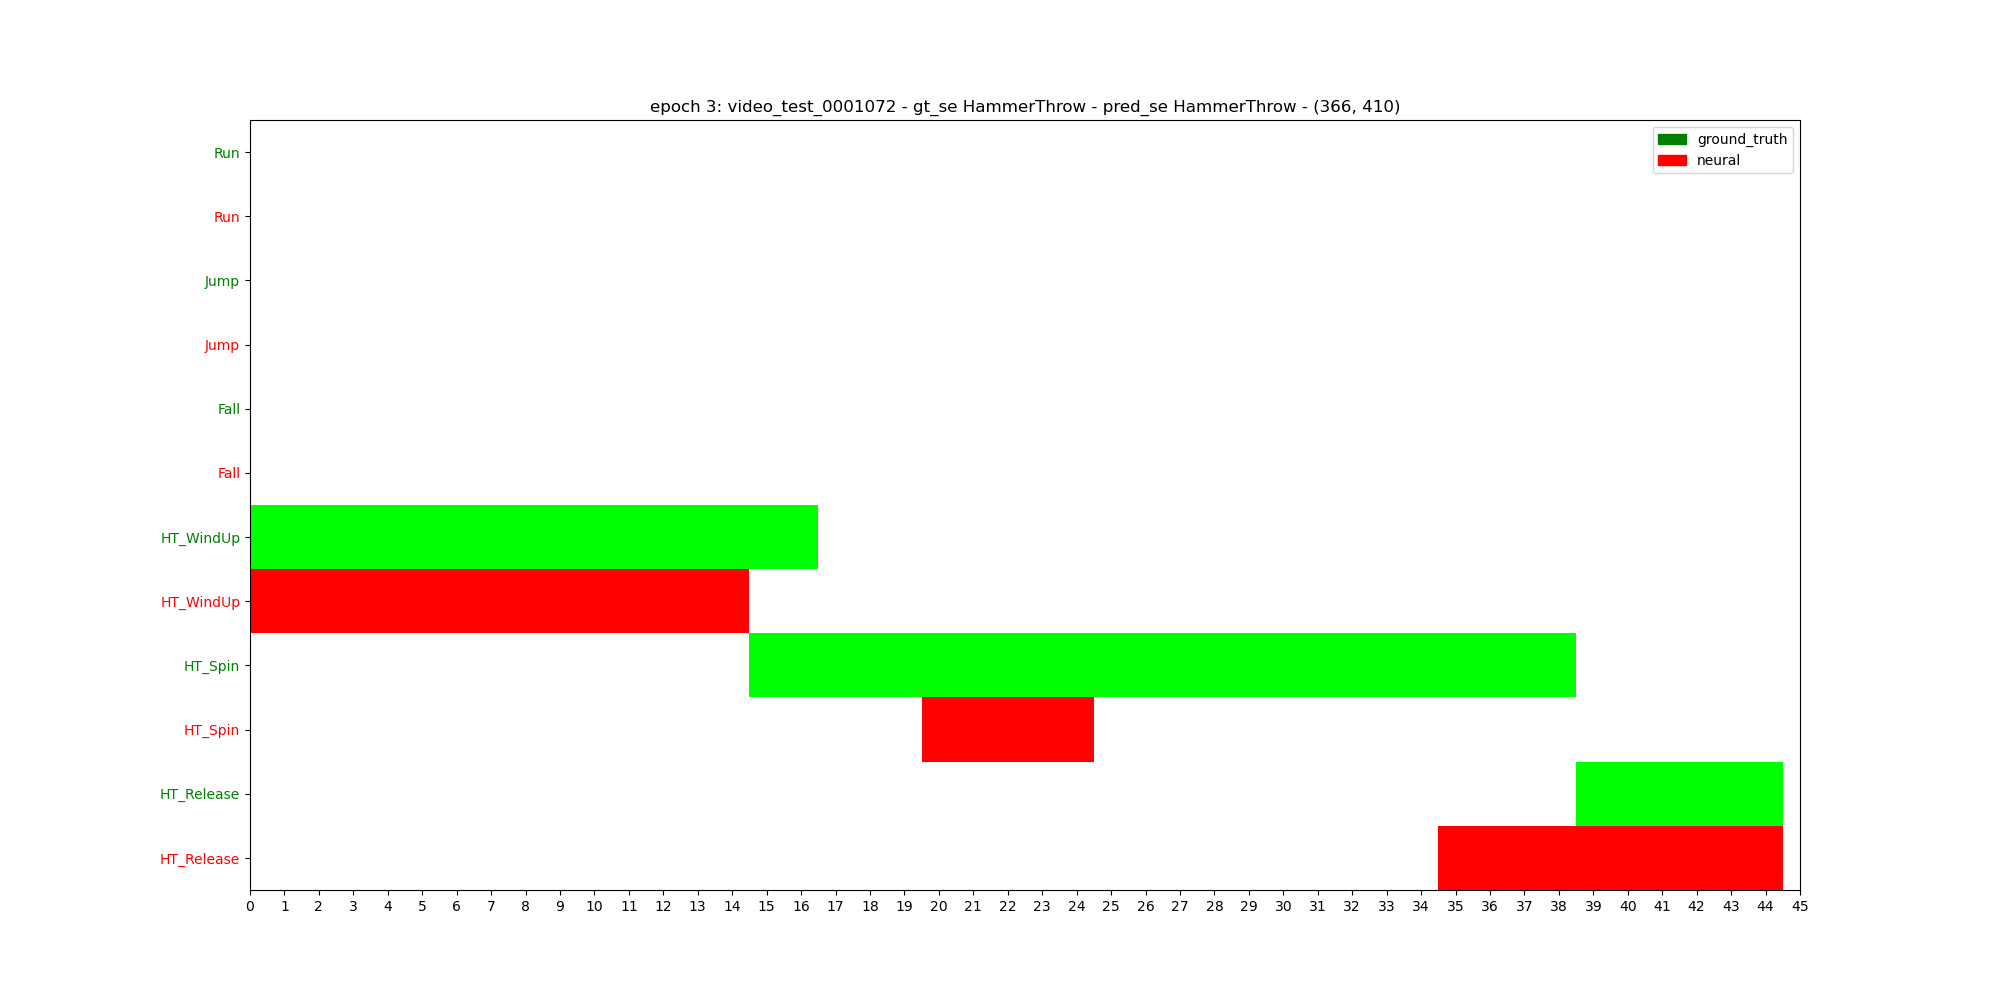 epoch 3: video_test_0001072 - gt_se HammerThrow - pred_se HammerThrow - (366, 410)
ground_truth
neural
Run
Run
Jump
Jump
Fall
Fall
HT_WindUp
HT_WindUp
HT_Spin
HT_Spin
HT_Release
HT_Release
0 1 2 3 4 5 6 7 8 9 10 11 12 13 14 15 16 17 18 19 20 21 22 23 24 25 26 27 28 29 30 31 32 33 34 35 36 37 38 39 40 41 42 43 44 45